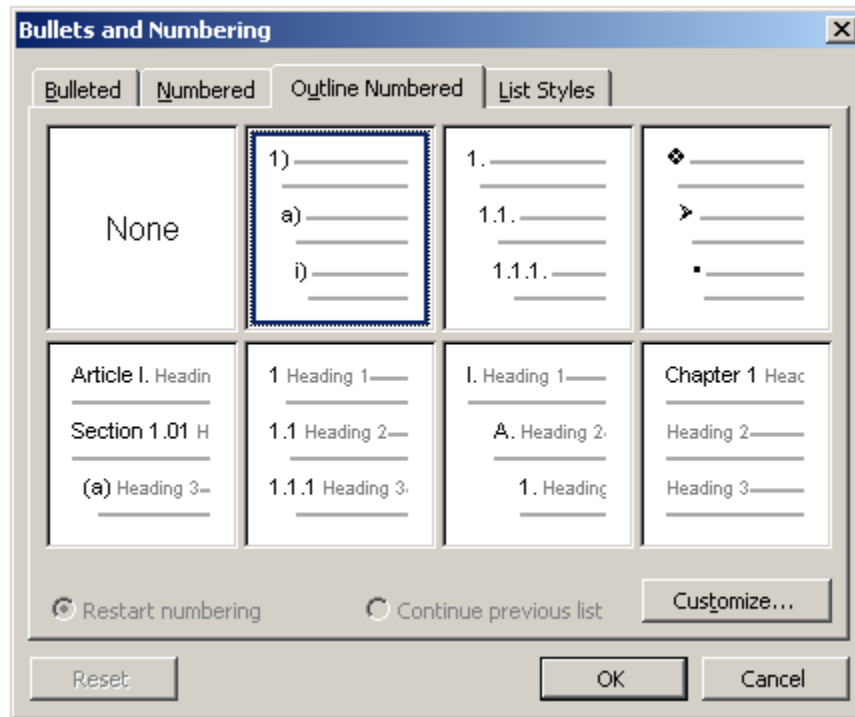 Bullets and Numbering
Bulleted Numbered Outline Numbered List Styles
None
1)
a)
i)
1.
1.1.
1.1.1.
Article I. Headin
Section 1.01 H
(a) Heading 3
1 Heading 1
1.1 Heading 2
1.1.1 Heading 3
I. Heading 1
A. Heading 2
1. Heading
Chapter 1 Head
Heading 2
Heading 3
Restart numbering Continue previous list Customize...
Reset OK Cancel